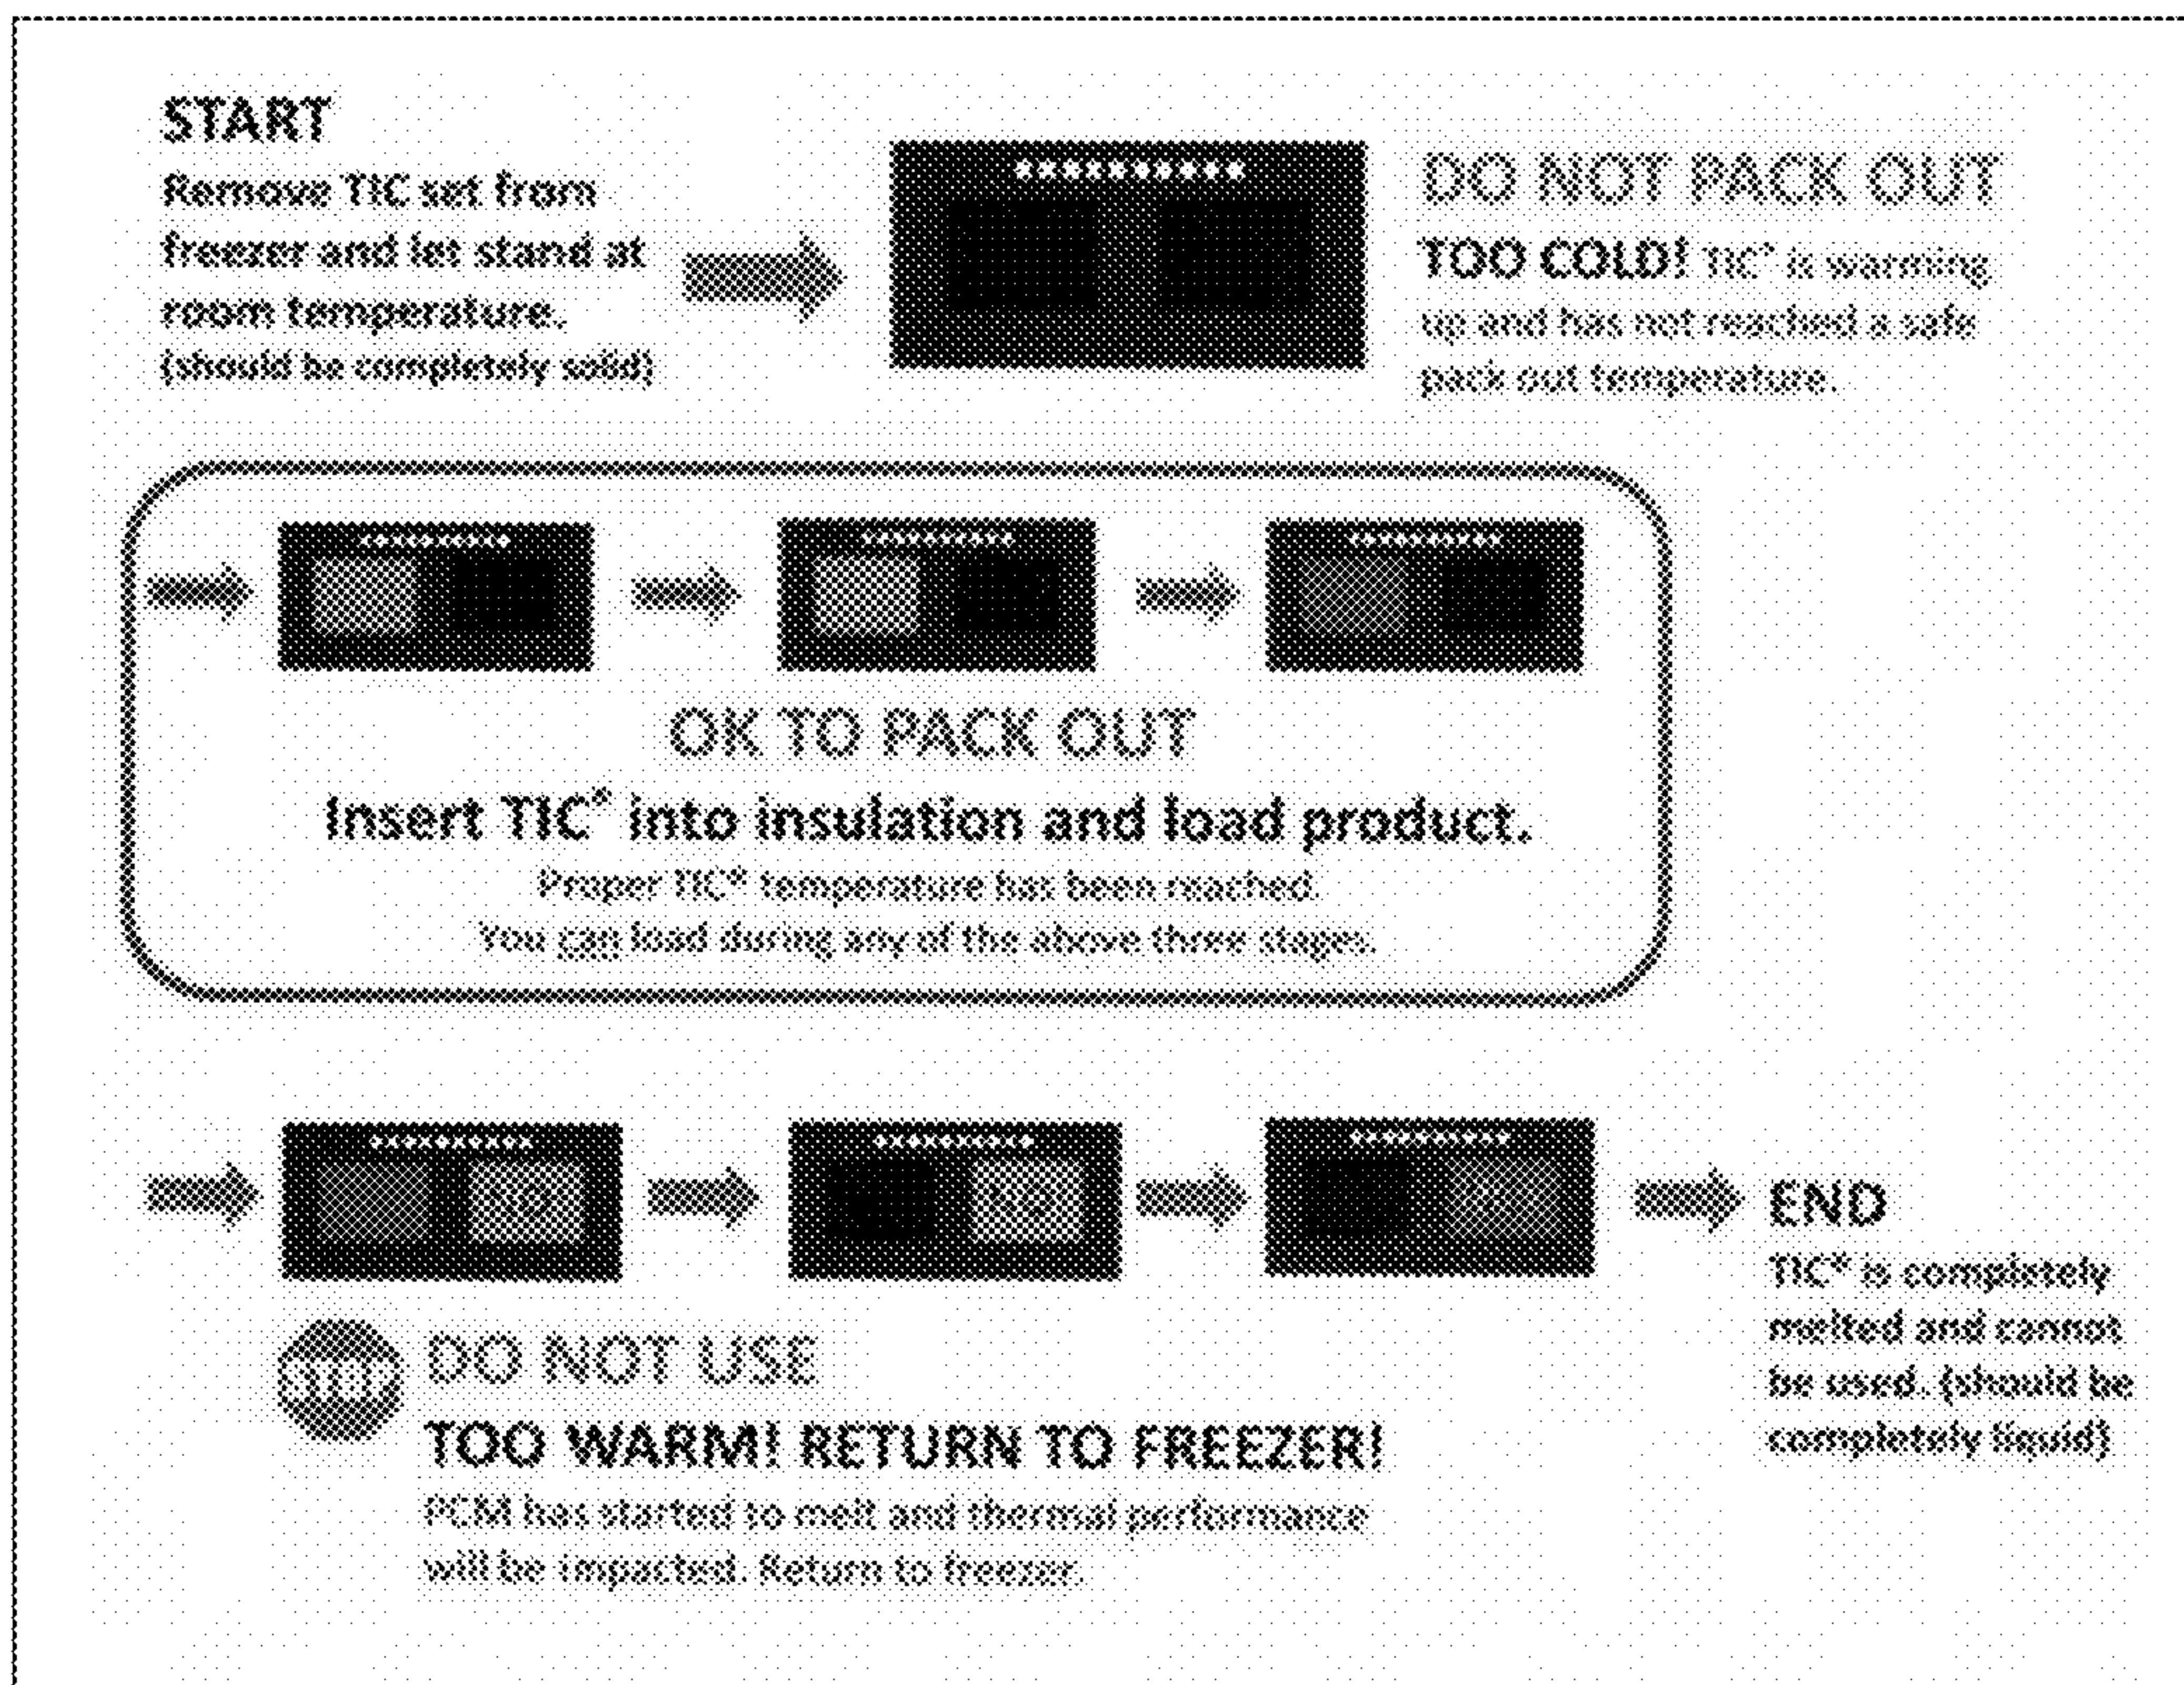 START
Remove TIC set from
freezer and let stand at
room temperature.
(should be completely solid)
DO NOT PACK OUT
TOO COLD! TIC® is warming
up and has not reached a safe
pack out temperature.
OK TO PACK OUT
Insert TIC® into insulation and load product.
Proper TIC® temperature has been reached.
You can load during any of the above three stages.
DO NOT USE
TOO WARM! RETURN TO FREEZER!
PCM has started to melt and thermal performance
will be impacted. Return to freezer.
END
TIC® is completely
melted and cannot
be used. (should be
completely liquid)